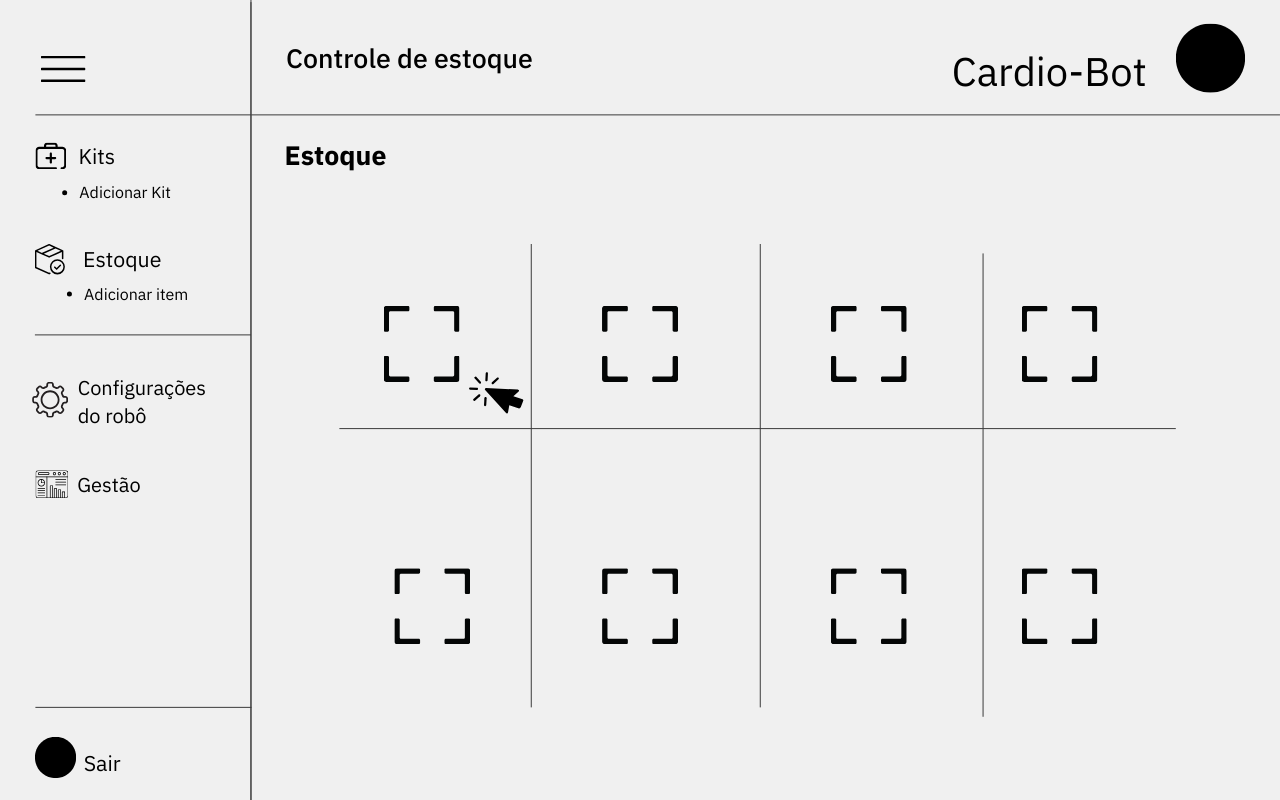 Controle de estoque
Cardio-Bot
Kits
• Adicionar Kit
Estoque
• Adicionar item
Configurações
do robô
Gestão
Sair
Estoque